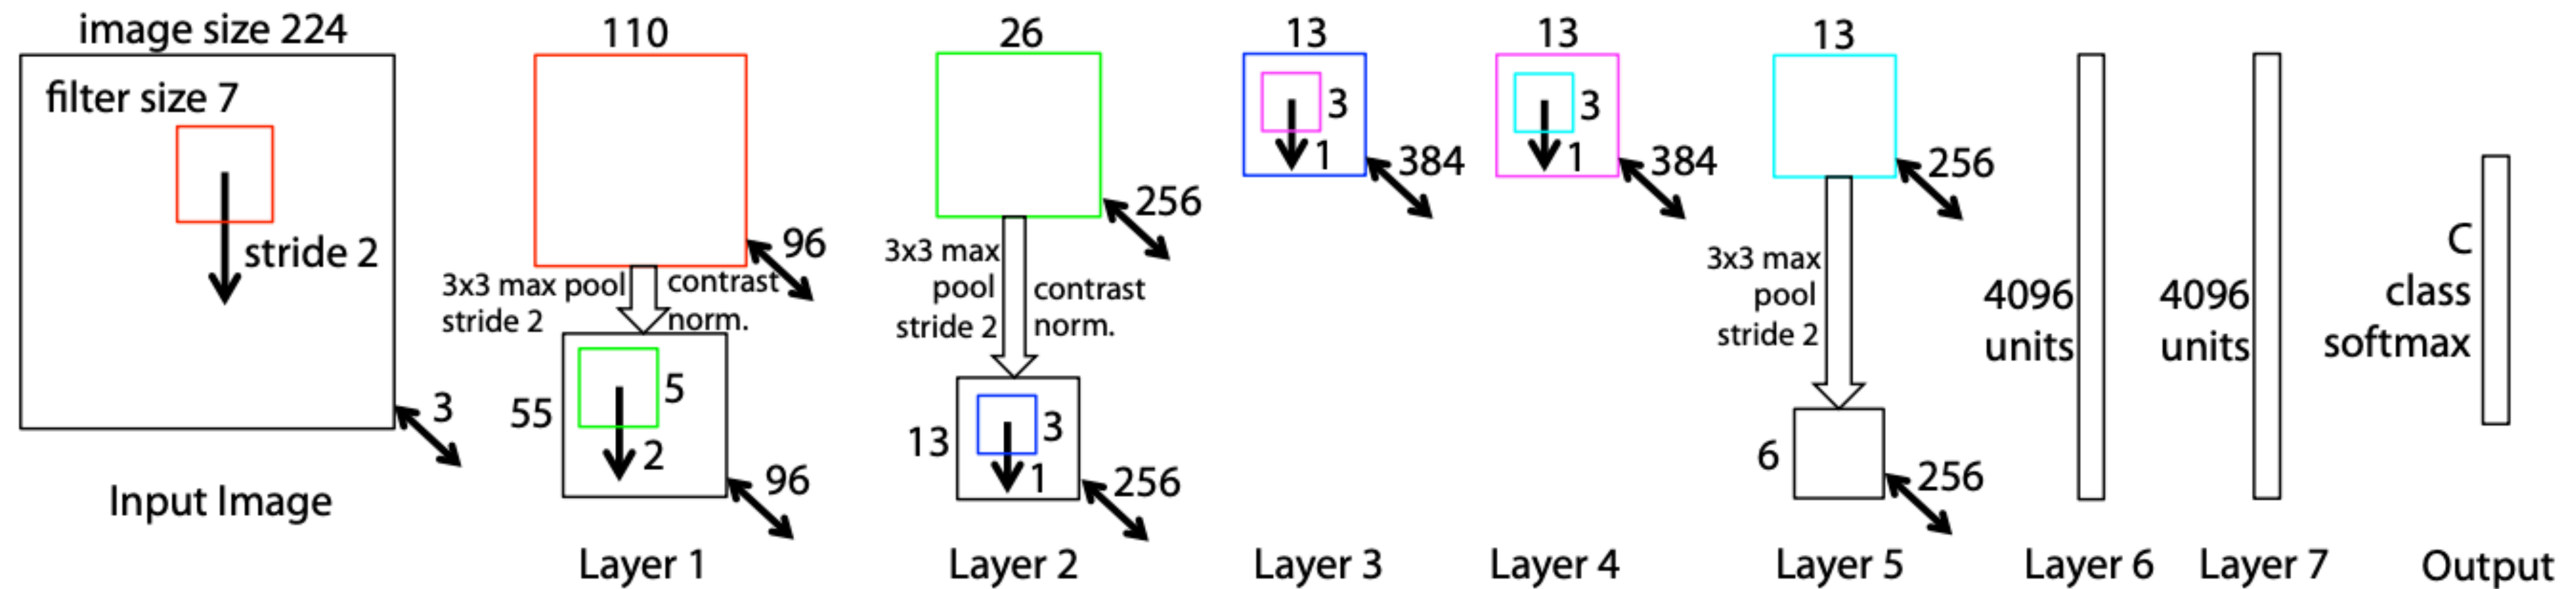 image size 224
filter size 7
stride 2
3
Input Image
110
96
3x3 max pool
stride 2
contrast
norm.
55
5
2
96
Layer 1
26
256
3x3 max
pool
stride 2
contrast
norm.
13
3
1
256
Layer 2
13
3
1
384
Layer 3
13
3
1
384
Layer 4
13
256
3x3 max
pool
stride 2
6
256
Layer 5
4096
units
Layer 6
4096
units
Layer 7
C
class
softmax
Output